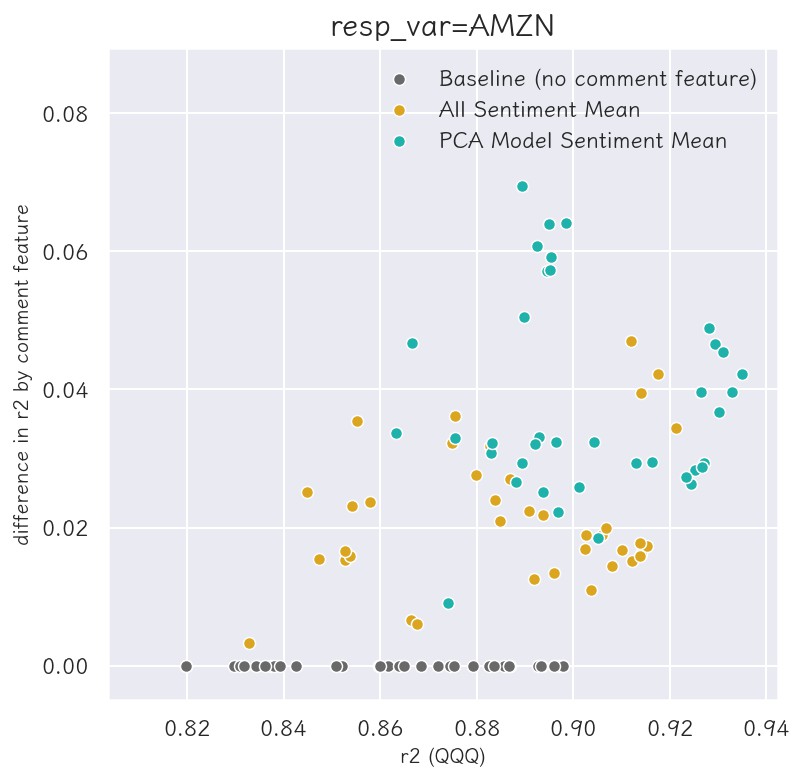 resp_var=AMZN
Baseline (no comment feature)
All Sentiment Mean
PCA Model Sentiment Mean
difference in r2 by comment feature
0.08
0.06
0.04
0.02
0.00
0.82 0.84 0.86 0.88 0.90 0.92 0.94
r2 (QQQ)